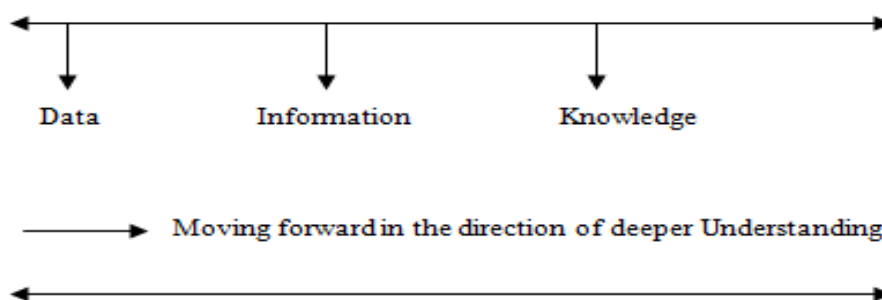 Data Information Knowledge
Moving forward in the direction of deeper Understanding